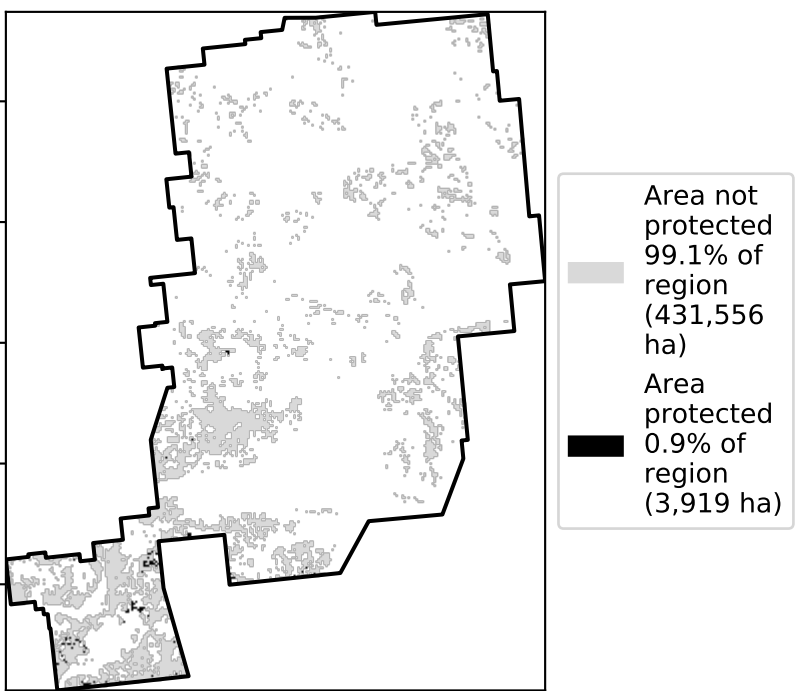 Area not
protected
99.1% of
region
(431,556
ha)
Area
protected
0.9% of
region
(3,919 ha)